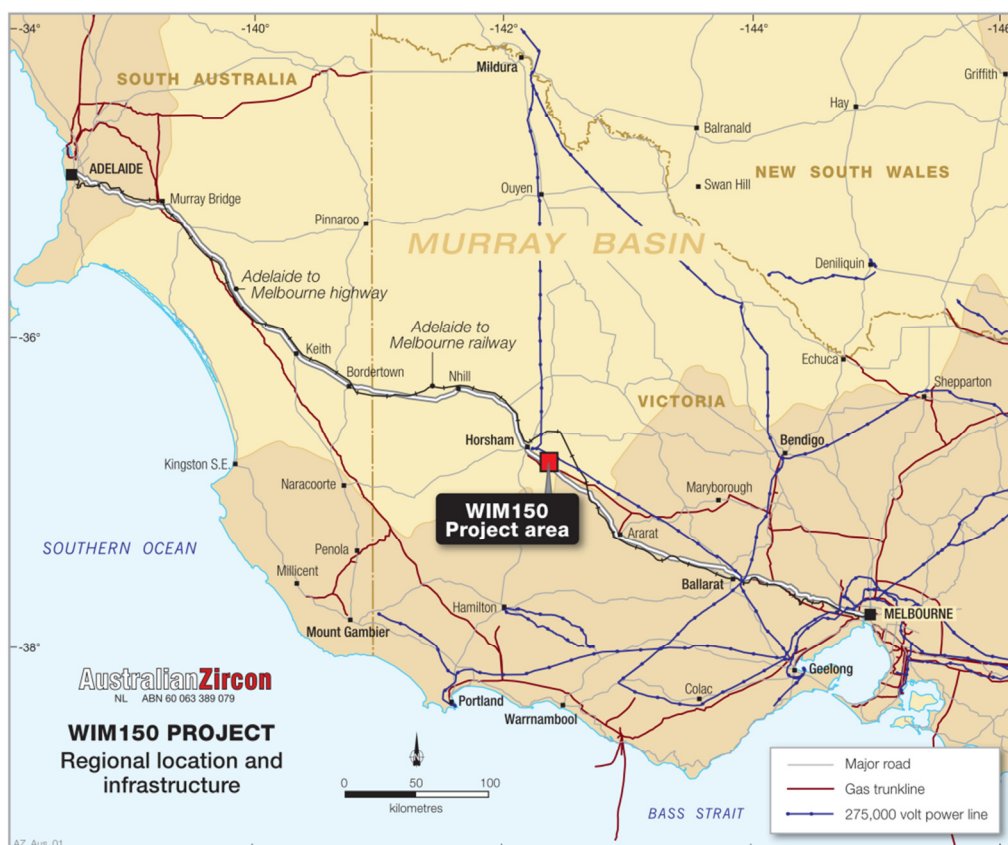 -34°
-140°
-142°
-144°
-146
SOUTH AUSTRALIA
Mildura
Griffith
Hay
Balranald
ADELAIDE
NEW SOUTH WALES
Swan Hill
Ouyen
Murray Bridge
Pinnaroo
MURRAY BASIN
Deniliquin
Adelaide to
Melbourne highway
Adelaide to
Melbourne railway
-36°
Keith
Echuca
Bordertown
Nhill
Shepparton
VICTORIA
Horsham
Bendigo
Kingston S.E.
Naracoorte
Maryborough
WIM150
Project area
Ararat
SOUTHERN OCEAN
Penola
Millicent
Ballarat
Hamilton
MELBOURNE
Mount Gambier
-38°
Geelong
AustralianZircon
NL ABN 60 063 389 079
Portland
Colac
Warrnambool
WIM150 PROJECT
Regional location and
infrastructure
N
0 50 100
kilometres
BASS STRAIT
Major road
Gas trunkline
275,000 volt power line
AZ Aus 01